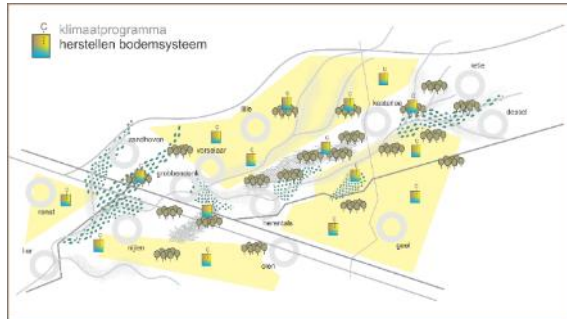 C
klimaatprogramma
herstellen bodemsysteem
retie
lille
kasterlee
dessel
zandhoven
vorselaar
grobbendonk
ranst
herentals
geel
lier
nijlen
olen